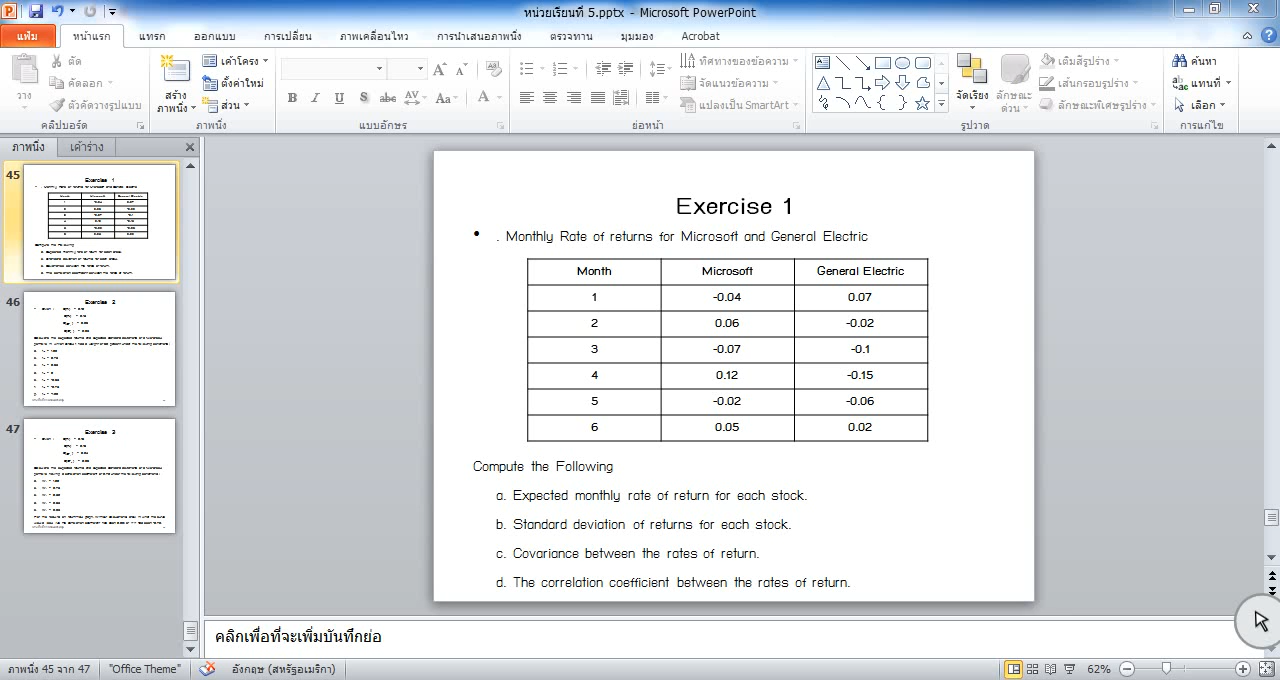 หน่วยเรียนที่ 5.pptx - Microsoft PowerPoint
แฟ้ม หน้าแรก แทรก ออกแบบ การเปลี่ยน ภาพเคลื่อนไหว การนำเสนอภาพนิ่ง ตรวจทาน มุมมอง Acrobat
วาง
ตัด
คัดลอก
ตัวคัดวางรูปแบบ
คลิปบอร์ด
สร้าง
ภาพนิ่ง
เค้าโครง
ตั้งค่าใหม่
ส่วน
ภาพนิ่ง
B I U S abc AV Aa A
แบบอักษร
ทิศทางของข้อความ
จัดแนวข้อความ
แปลงเป็น SmartArt
ย่อหน้า
จัดเรียง
ลักษณะ
ด่วน
เติมสีรูปร่าง
เส้นกรอบรูปร่าง
ลักษณะพิเศษรูปร่าง
รูปวาด
ค้นหา
แทนที่
เลือก
การแก้ไข
ภาพนิ่ง เค้าร่าง
45
Exercise 1
46
Exercise 2
47
Exercise 3
Exercise 1
• . Monthly Rate of returns for Microsoft and General Electric
Month Microsoft General Electric
1 -0.04 0.07
2 0.06 -0.02
3 -0.07 -0.1
4 0.12 -0.15
5 -0.02 -0.06
6 0.05 0.02
Compute the Following
a. Expected monthly rate of return for each stock.
b. Standard deviation of returns for each stock.
c. Covariance between the rates of return.
d. The correlation coefficient between the rates of return.
คลิกเพื่อที่จะเพิ่มบันทึกย่อ
ภาพนิ่ง 45 จาก 47 "Office Theme" อังกฤษ (สหรัฐอเมริกา) 62%